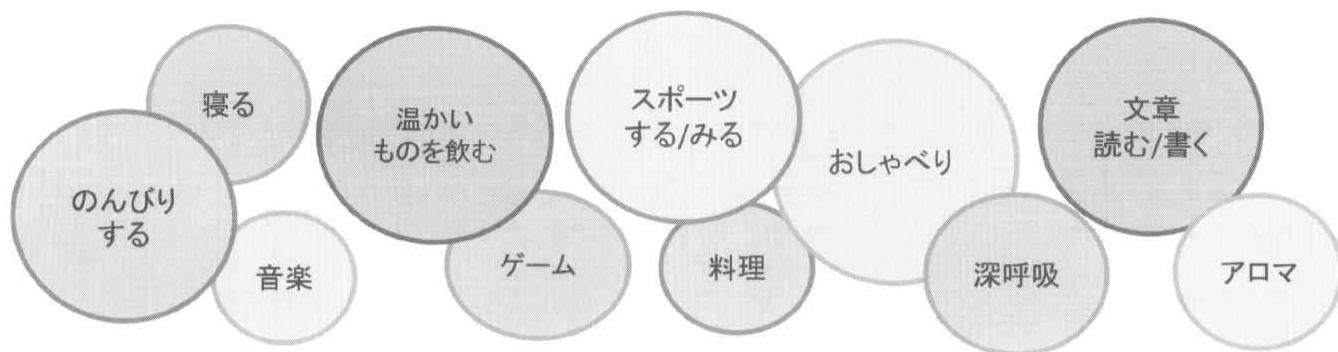 寝る
のんびり
する
音楽
温かい
ものを飲む
ゲーム
スポーツ
する/みる
料理
おしゃべり
深呼吸
文章
読む/書く
アロマ